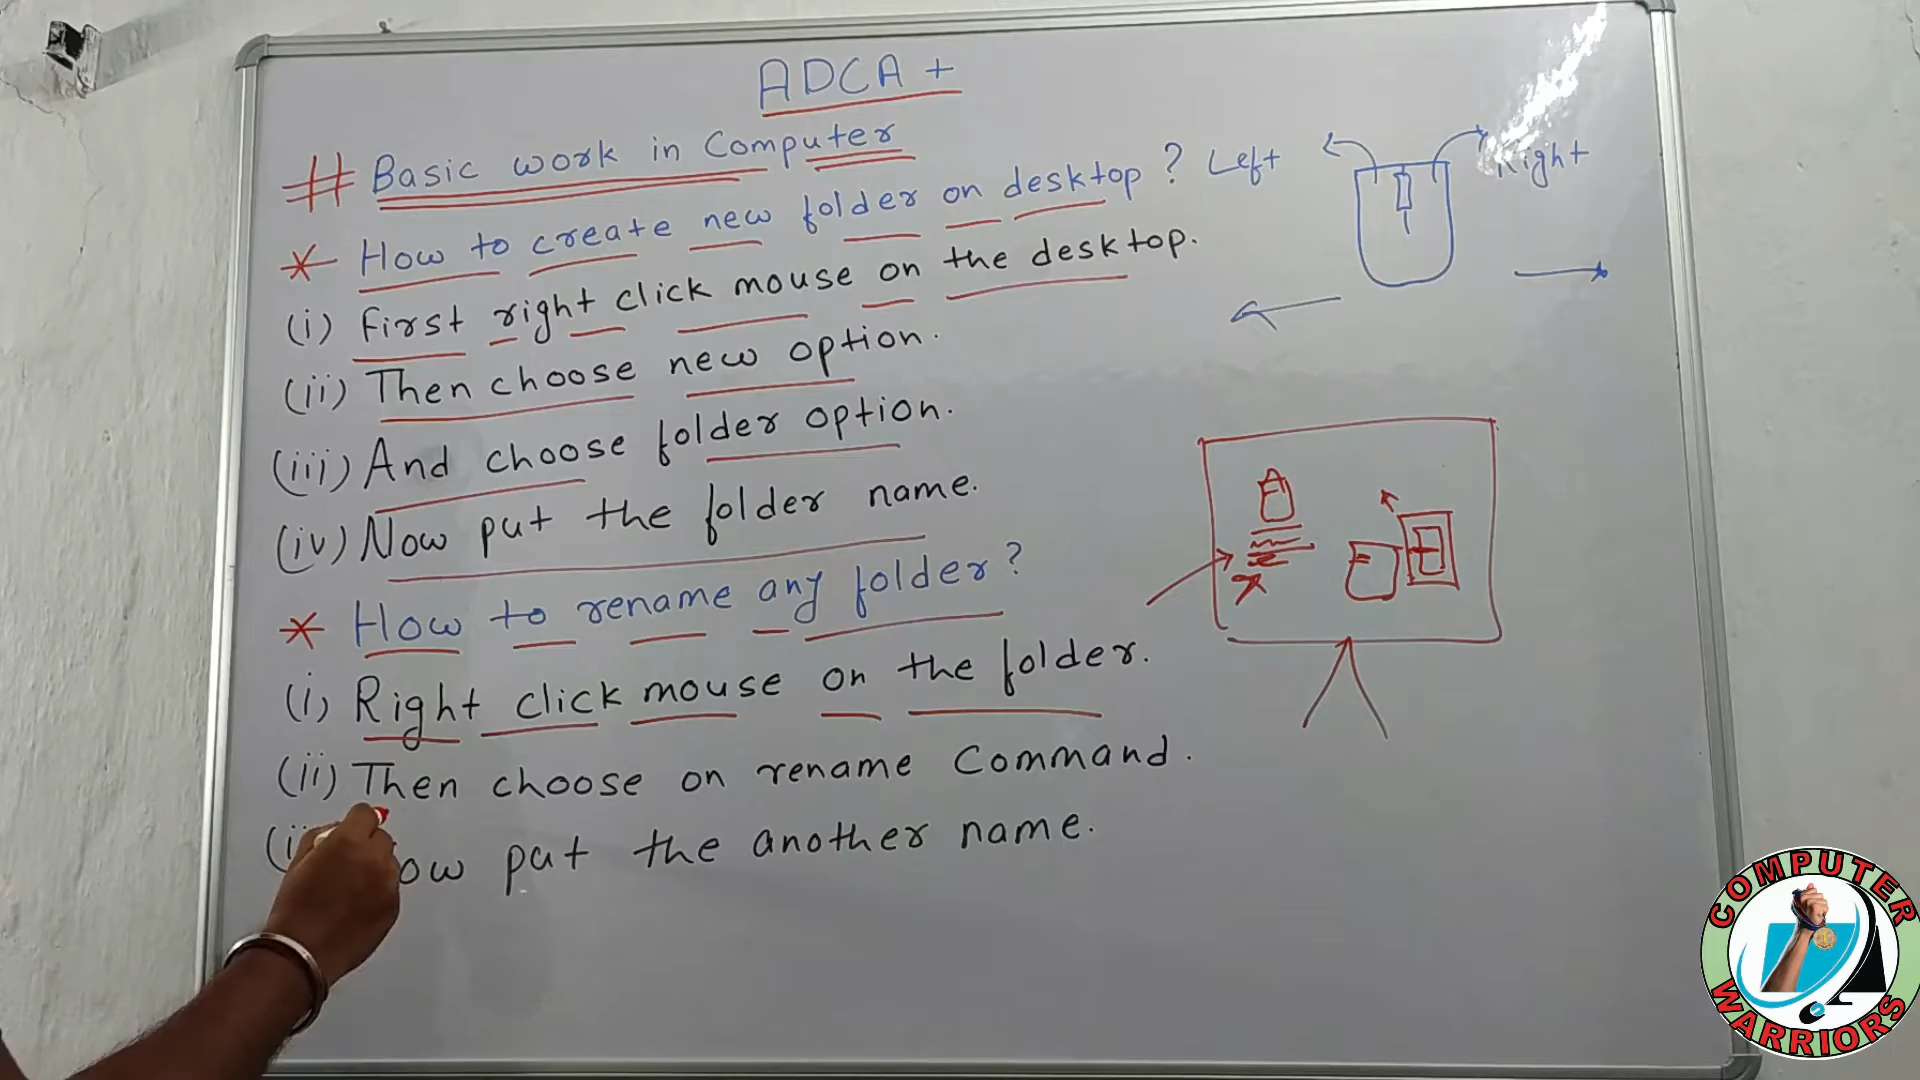 ADCA +
# Basic work in Computer
* How to create new folder on desktop?
Left
Right
(i) First right click mouse on the desktop.
(ii) Then choose new option.
(iii) And choose folder option.
(iv) Now put the folder name.
* How to rename any folder?
(i) Right click mouse on the folder.
(ii) Then choose on rename Command.
put the another name.
COMPUTER
WARRIORS